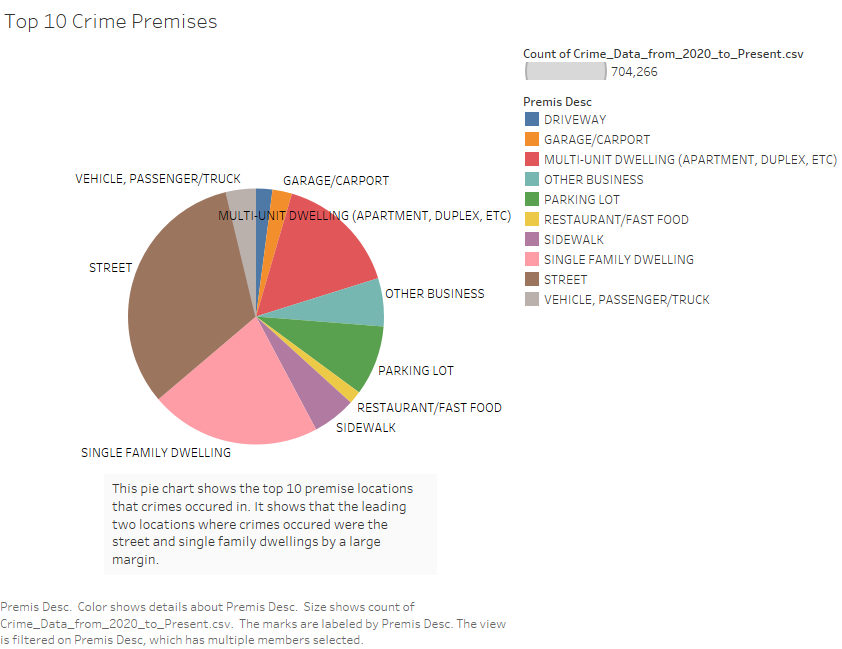 Top 10 Crime Premises
Count of Crime_Data_from_2020_to_Present.csv
704,266
Premis Desc
DRIVEWAY
GARAGE/CARPORT
MULTI-UNIT DWELLING (APARTMENT, DUPLEX, ETC)
OTHER BUSINESS
PARKING LOT
RESTAURANT/FAST FOOD
SIDEWALK
SINGLE FAMILY DWELLING
STREET
VEHICLE, PASSENGER/TRUCK
VEHICLE, PASSENGER/TRUCK
GARAGE/CARPORT
MULTI-UNIT DWELLING (APARTMENT, DUPLEX, ETC)
STREET
OTHER BUSINESS
PARKING LOT
RESTAURANT/FAST FOOD
SIDEWALK
SINGLE FAMILY DWELLING
This pie chart shows the top 10 premise locations
that crimes occured in. It shows that the leading
two locations where crimes occured were the
street and single family dwellings by a large
margin.
Premis Desc.  Color shows details about Premis Desc.  Size shows count of
Crime_Data_from_2020_to_Present.csv.  The marks are labeled by Premis Desc. The view
is filtered on Premis Desc, which has multiple members selected.